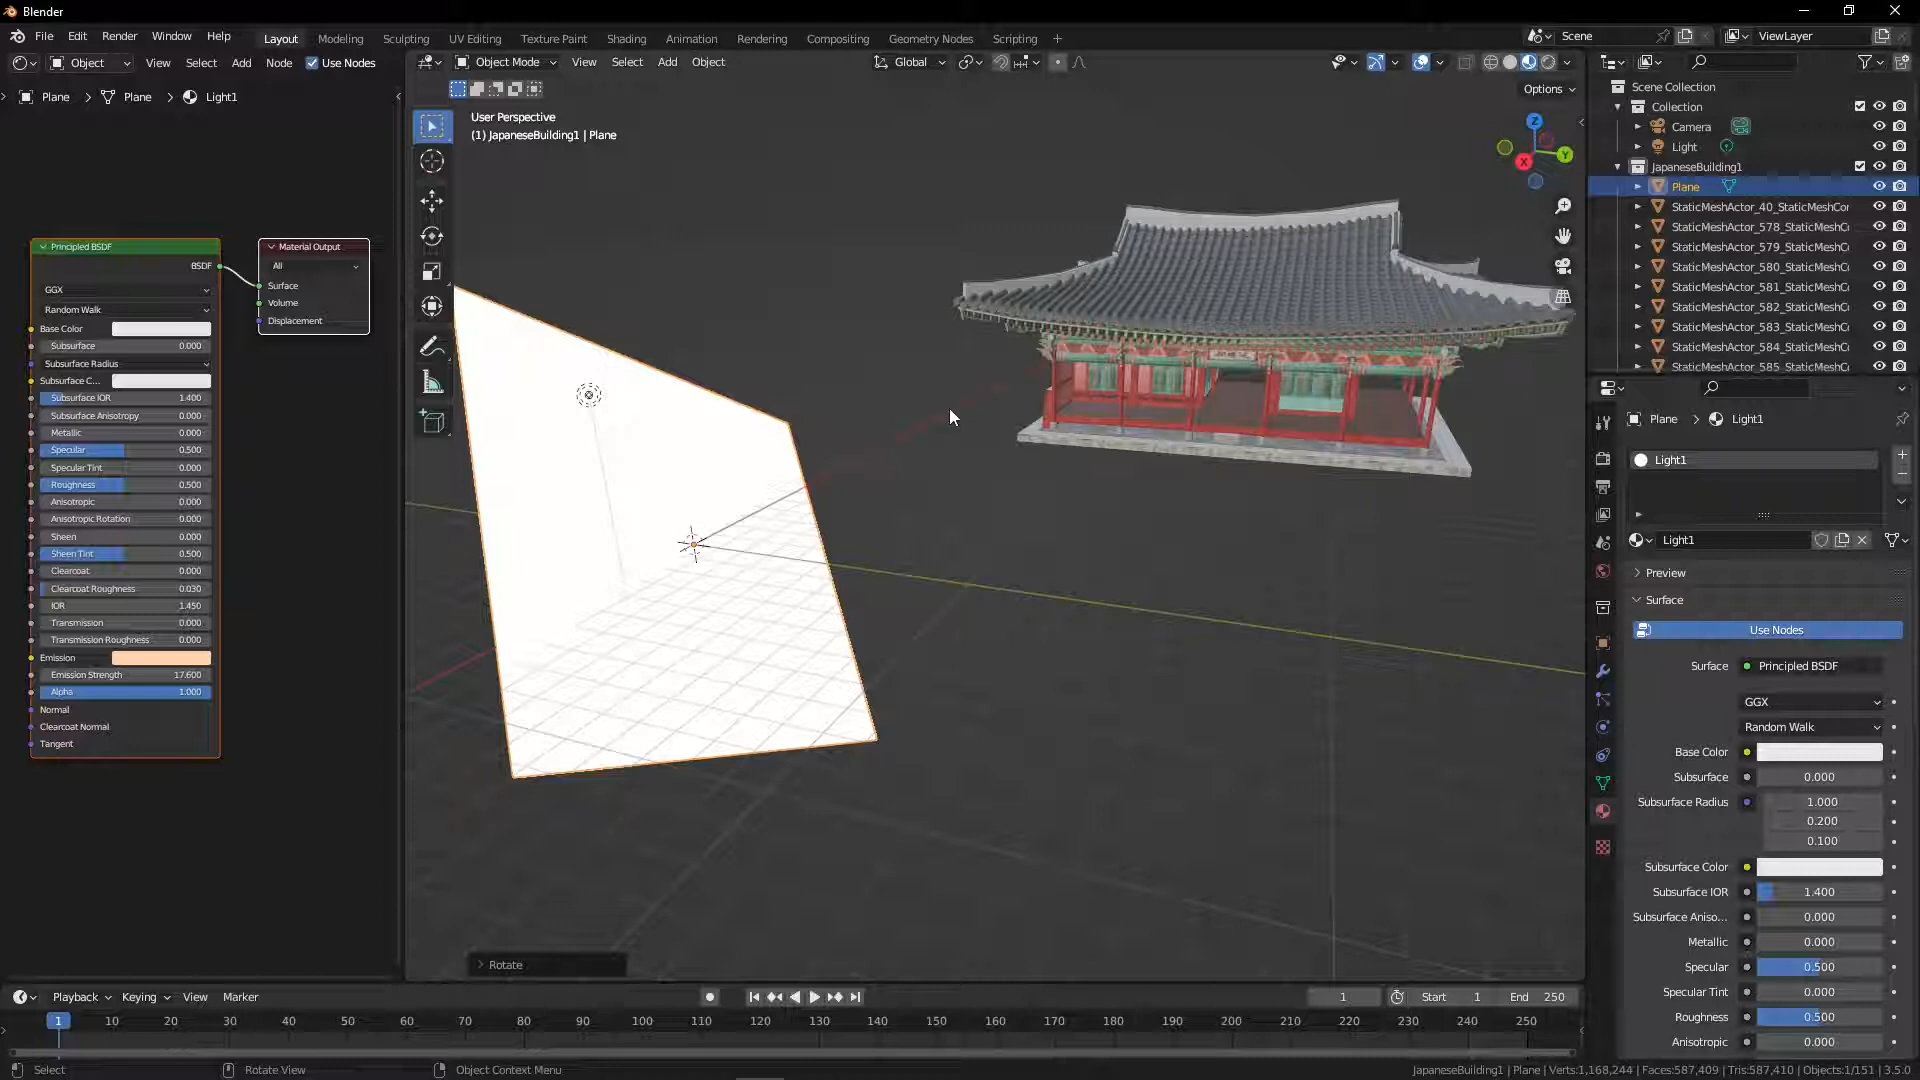 Blender
File Edit Render Window Help
Layout Modeling Sculpting UV Editing Texture Paint Shading Animation Rendering Compositing Geometry Nodes Scripting +
Scene
ViewLayer
Object View Select Add Node Use Nodes
Object Mode View Select Add Object
Global
Options
Plane > Plane > Light1
User Perspective
(1) JapaneseBuilding1 | Plane
Z
Y
X
Principled BSDF
BSDF
GGX
Random Walk
Base Color
Subsurface 0.000
Subsurface Radius
Subsurface C...
Subsurface IOR 1.400
Subsurface Anisotropy 0.000
Metallic 0.000
Specular 0.500
Specular Tint 0.000
Roughness 0.500
Anisotropic 0.000
Anisotropic Rotation 0.000
Sheen 0.000
Sheen Tint 0.500
Clearcoat 0.000
Clearcoat Roughness 0.030
IOR 1.450
Transmission 0.000
Transmission Roughness 0.000
Emission
Emission Strength 17.600
Alpha 1.000
Normal
Clearcoat Normal
Tangent
Material Output
All
Surface
Volume
Displacement
Rotate
Scene Collection
Collection
Camera
Light
JapaneseBuilding1
Plane
StaticMeshActor_40_StaticMeshCor
StaticMeshActor_578_StaticMeshC
StaticMeshActor_579_StaticMeshC
StaticMeshActor_580_StaticMeshC
StaticMeshActor_581_StaticMeshC
StaticMeshActor_582_StaticMeshC
StaticMeshActor_583_StaticMeshC
StaticMeshActor_584_StaticMeshC
StaticMeshActor_585_StaticMeshC
Plane > Light1
Light1
Light1
Preview
Surface
Use Nodes
Surface Principled BSDF
GGX
Random Walk
Base Color
Subsurface 0.000
Subsurface Radius 1.000
0.200
0.100
Subsurface Color
Subsurface IOR 1.400
Subsurface Aniso... 0.000
Metallic 0.000
Specular 0.500
Specular Tint 0.000
Roughness 0.500
Anisotropic 0.000
Playback Keying View Marker
1 Start 1 End 250
1 10 20 30 40 50 60 70 80 90 100 110 120 130 140 150 160 170 180 190 200 210 220 230 240 250
Select Rotate View Object Context Menu
JapaneseBuilding1 | Plane | Verts:1,168,244 | Faces:587,409 | Tris:587,410 | Objects:1/151 | 3.5.0